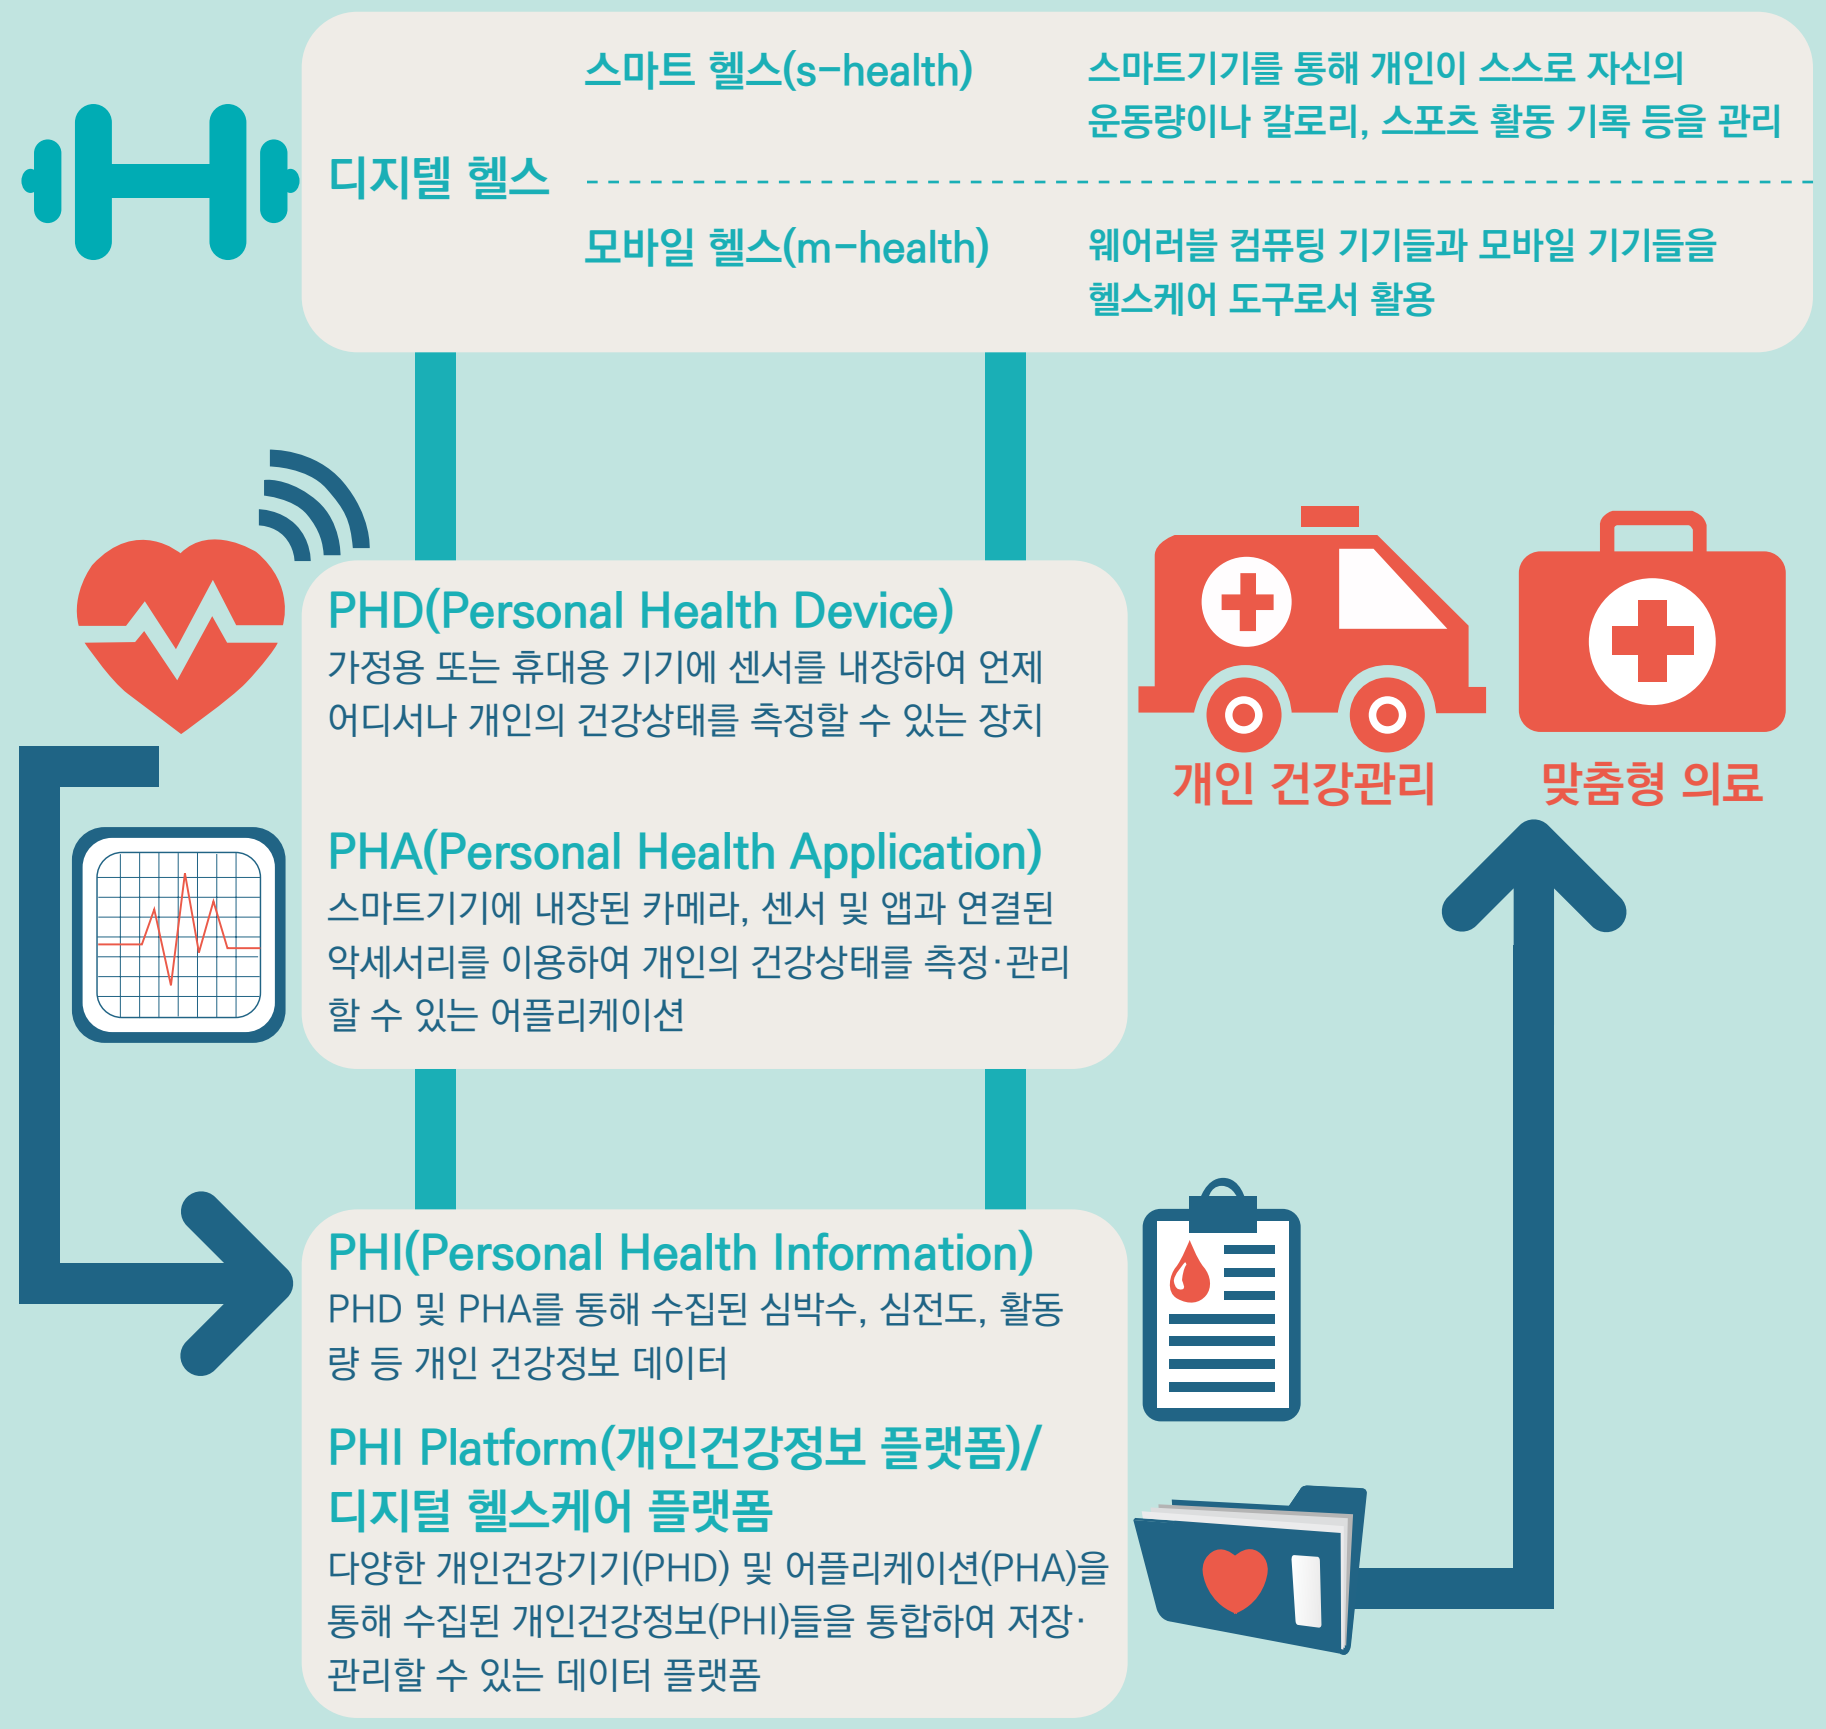 스마트 헬스(s-health)
스마트기기를 통해 개인이 스스로 자신의
운동량이나 칼로리, 스포츠 활동 기록 등을 관리
디지텔 헬스
모바일 헬스(m-health)
웨어러블 컴퓨팅 기기들과 모바일 기기들을
헬스케어 도구로서 활용
PHD(Personal Health Device)
가정용 또는 휴대용 기기에 센서를 내장하여 언제
어디서나 개인의 건강상태를 측정할 수 있는 장치
개인 건강관리
맞춤형 의료
PHA(Personal Health Application)
스마트기기에 내장된 카메라, 센서 및 앱과 연결된
악세서리를 이용하여 개인의 건강상태를 측정·관리
할 수 있는 어플리케이션
PHI(Personal Health Information)
PHD 및 PHA를 통해 수집된 심박수, 심전도, 활동
량 등 개인 건강정보 데이터
PHI Platform(개인건강정보 플랫폼)/
디지털 헬스케어 플랫폼
다양한 개인건강기기(PHD) 및 어플리케이션(PHA)을
통해 수집된 개인건강정보(PHI)들을 통합하여 저장·
관리할 수 있는 데이터 플랫폼